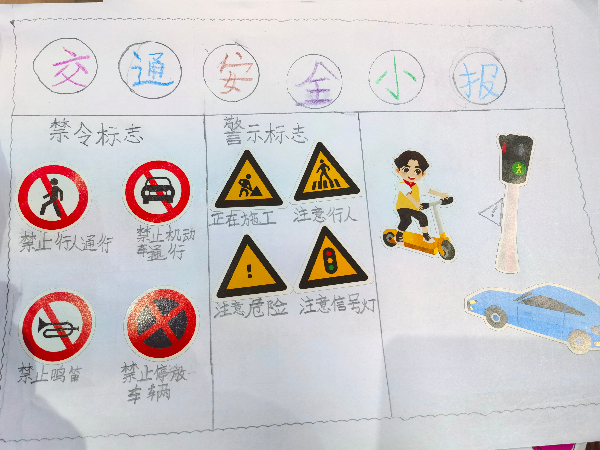 交通安全小报
禁令标志
警示标志
禁止行人通行
禁止机动
车通行
正在施工
注意行人
禁止鸣笛
禁止停放
车辆
注意危险
注意信号灯